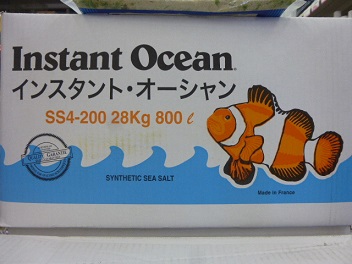 Instant Ocean
インスタント・オーシャン
SS4-200 28Kg 800 ℓ
SYNTHETIC SEA SALT
Made in France